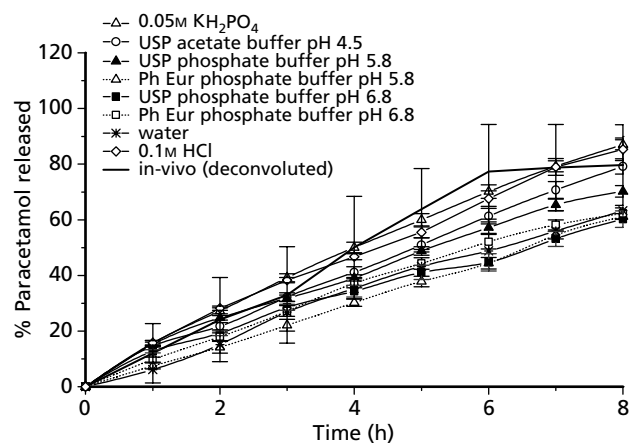 0.05M KH2PO4
USP acetate buffer pH 4.5
USP phosphate buffer pH 5.8
Ph Eur phosphate buffer pH 5.8
USP phosphate buffer pH 6.8
Ph Eur phosphate buffer pH 6.8
water
0.1M HCl
in-vivo (deconvoluted)
% Paracetamol released
120
100
80
60
40
20
0
0
2
4
6
8
Time (h)